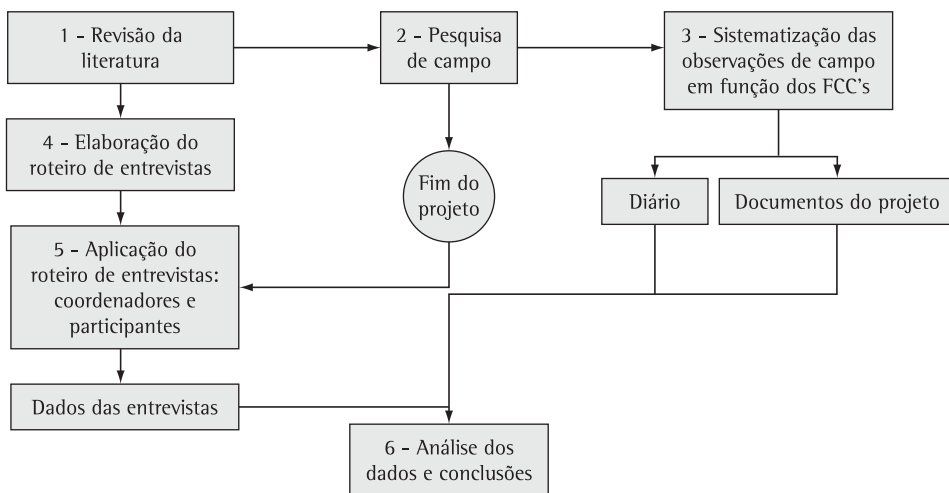 1 - Revisão da
literatura
2 - Pesquisa
de campo
3 - Sistematização das
observações de campo
em função dos FCC's
4 - Elaboração do
roteiro de entrevistas
Fim do
projeto
Diário
Documentos do projeto
5 - Aplicação do
roteiro de entrevistas:
coordenadores e
participantes
Dados das entrevistas
6 - Análise dos
dados e conclusões